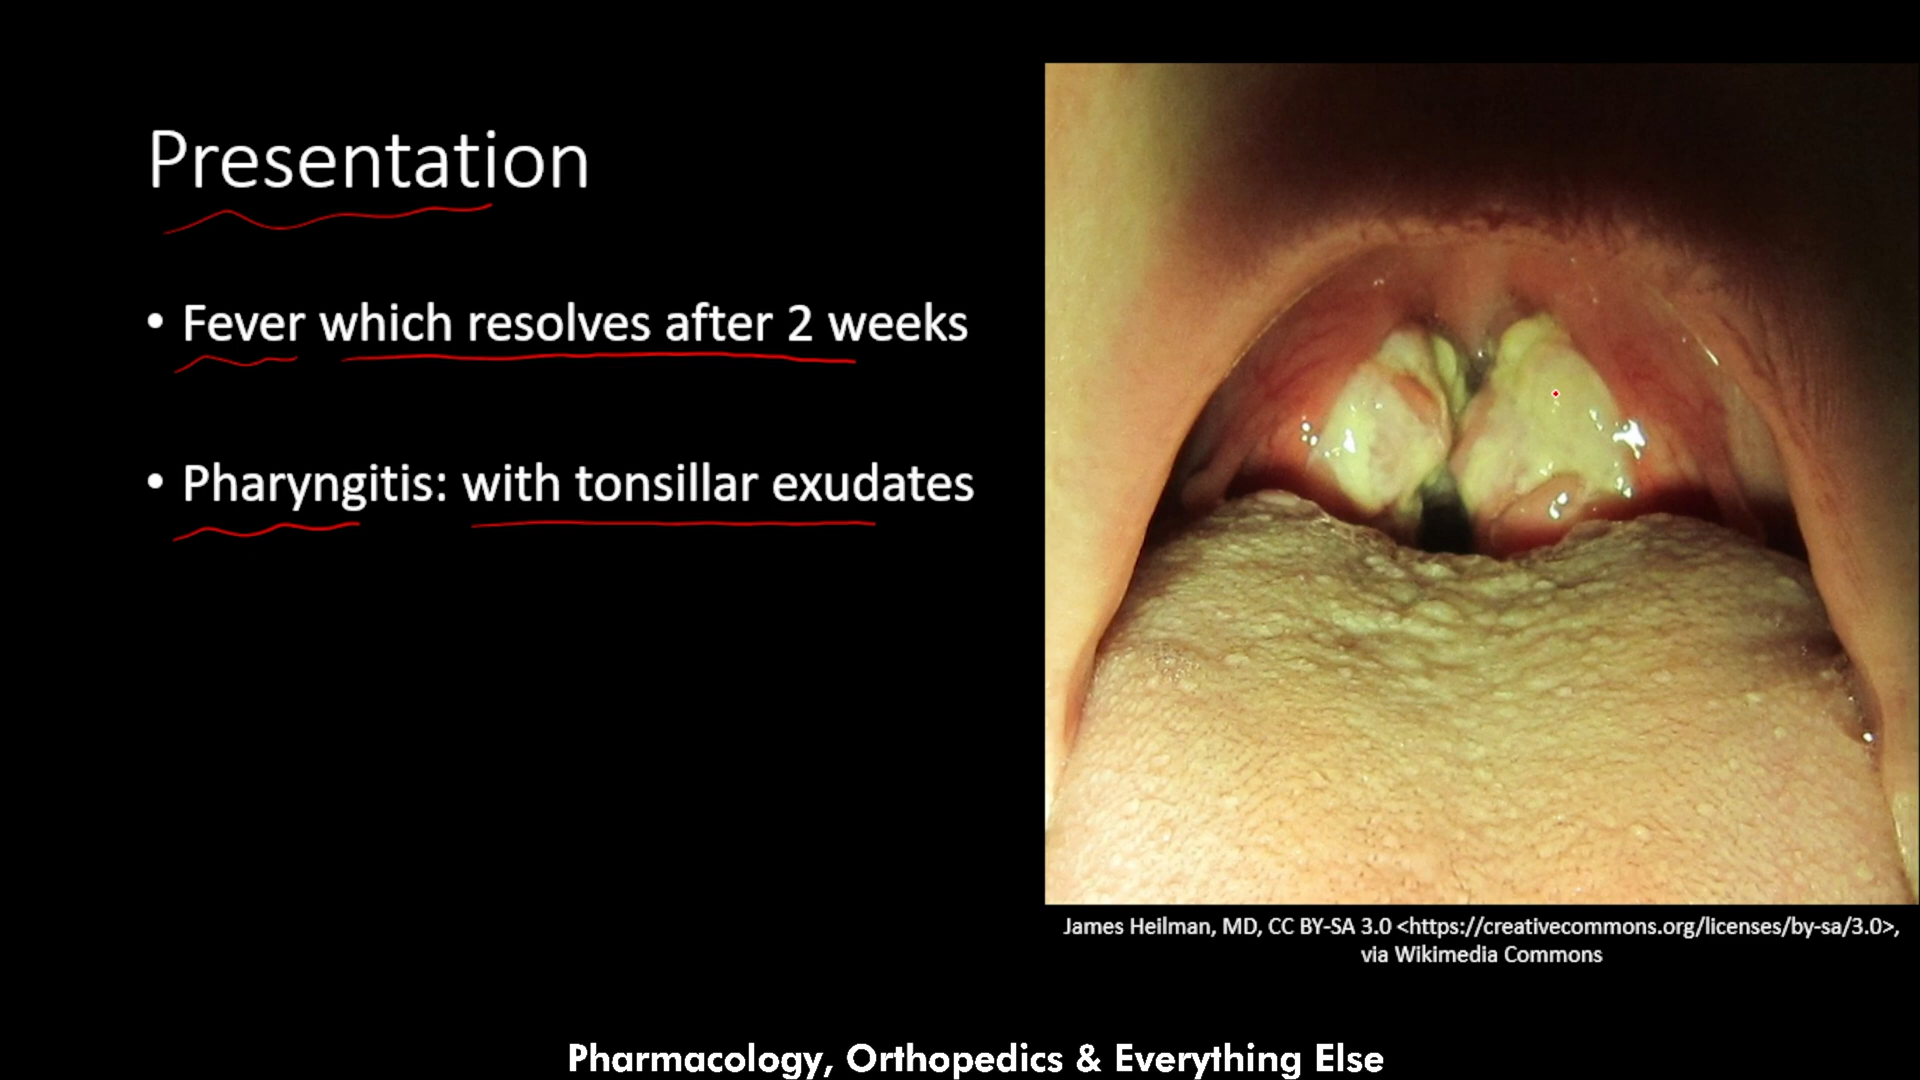 Presentation
• Fever which resolves after 2 weeks
• Pharyngitis: with tonsillar exudates
James Heilman, MD, CC BY-SA 3.0 <https://creativecommons.org/licenses/by-sa/3.0>,
via Wikimedia Commons
Pharmacology, Orthopedics & Everything Else